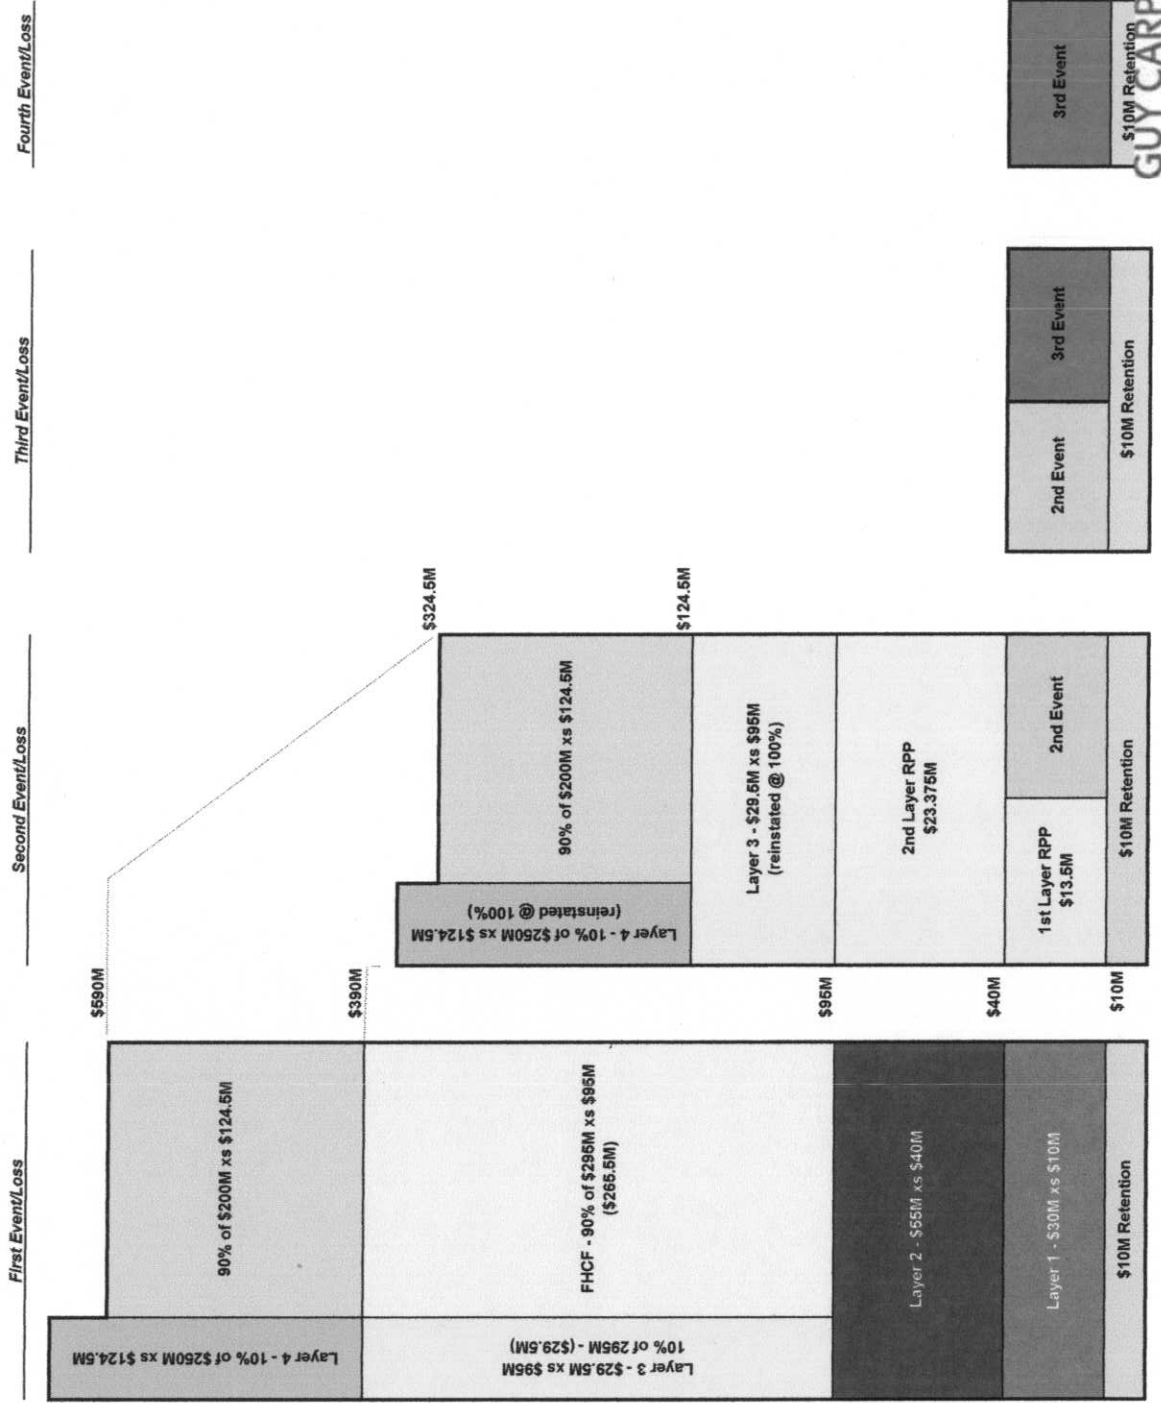 First Event/Loss
Second Event/Loss
Third Event/Loss
Fourth Event/Loss
Layer 4 - 10% of $250M xs $124.5M
90% of $200M xs $124.5M
$590M
$390M
Layer 3 - $29.5M xs $95M
10% of 295M - ($29.5M)
FHCF - 90% of $295M xs $95M
($265.5M)
Layer 2 - $55M xs $40M
Layer 1 - $30M xs $10M
$10M Retention
$95M
$40M
$10M
Layer 4 - 10% of $250M xs $124.5M
(reinstated @ 100%)
90% of $200M xs $124.5M
$324.5M
$124.5M
Layer 3 - $29.5M xs $95M
(reinstated @ 100%)
2nd Layer RPP
$23.375M
1st Layer RPP
$13.5M
2nd Event
$10M Retention
2nd Event
3rd Event
$10M Retention
3rd Event
$10M Retention
GUY CARP